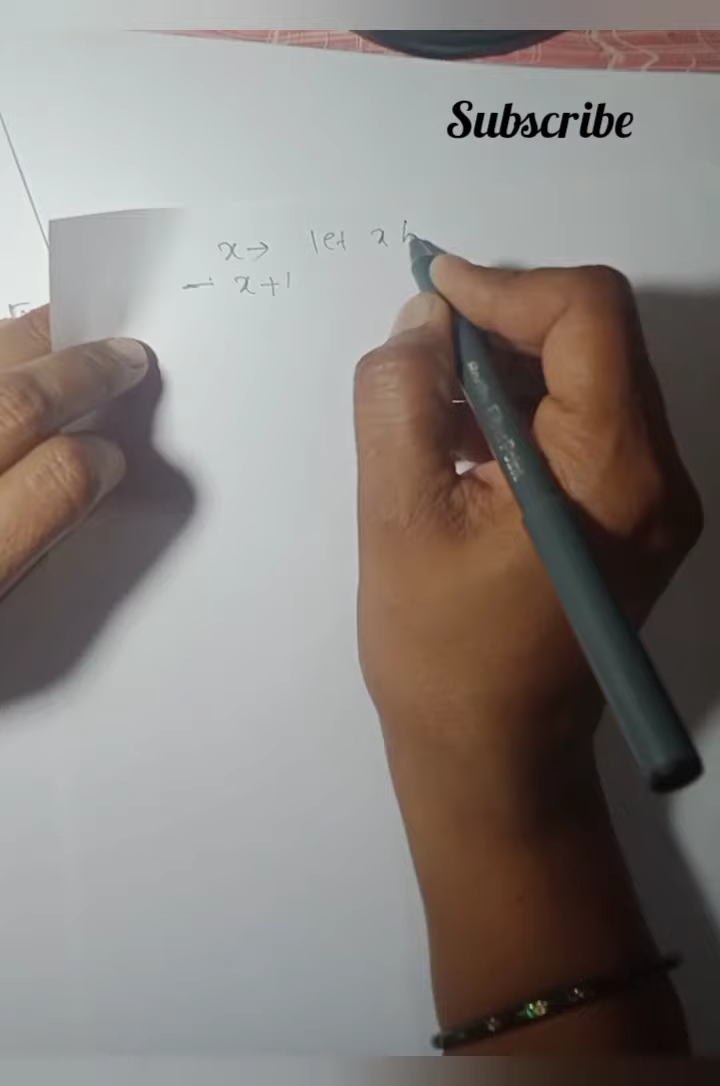 Subscribe
x → let x b
- x+1